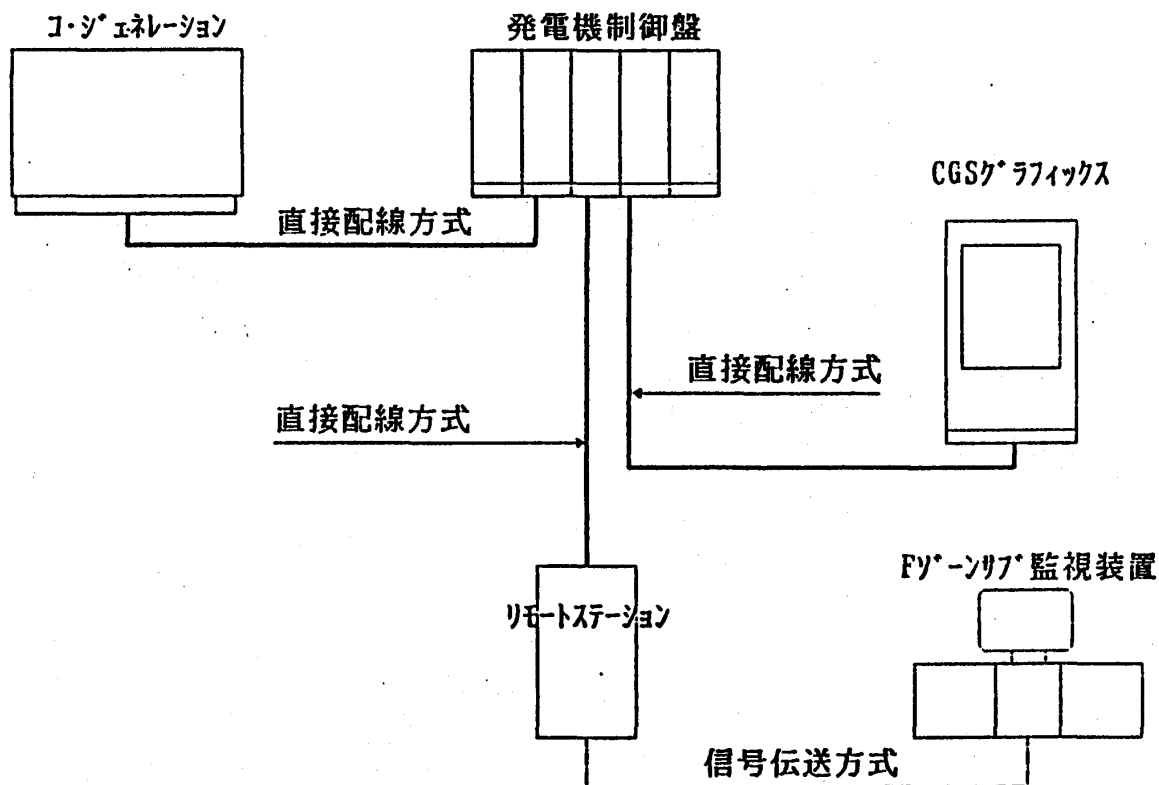 コ・ジェネレーション
発電機制御盤
CGSグラフィックス
直接配線方式
直接配線方式
直接配線方式
Fゾーンサブ監視装置
リモートステーション
信号伝送方式